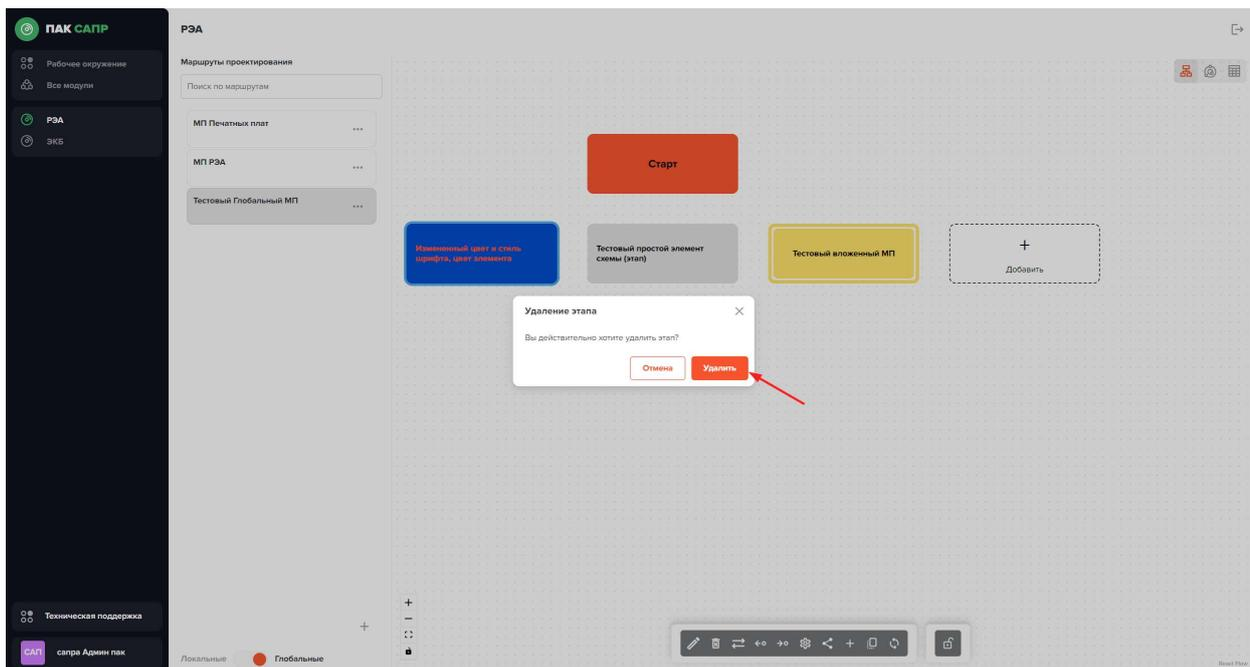 ПАК САПР
Рабочее окружение
Все модули
РЭА
ЭКБ
Техническая поддержка
САП
сапра Админ пак
РЭА
Маршруты проектирования
Поиск по маршрутам
МП Печатных плат
МП РЭА
Тестовый Глобальный МП
Локальные
Глобальные
Старт
Измененный цвет и стиль
шрифта, цвет элемента
Тестовый простой элемент
схемы (этап)
Тестовый вложенный МП
Добавить
Удаление этапа
Вы действительно хотите удалить этап?
Отмена
Удалить
React Flow